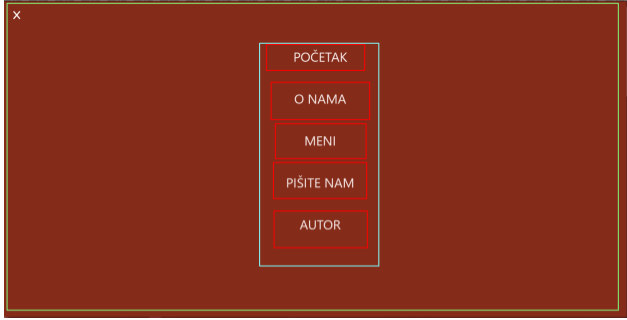 ×
POČETAK
O NAMA
MENI
PIŠITE NAM
AUTOR